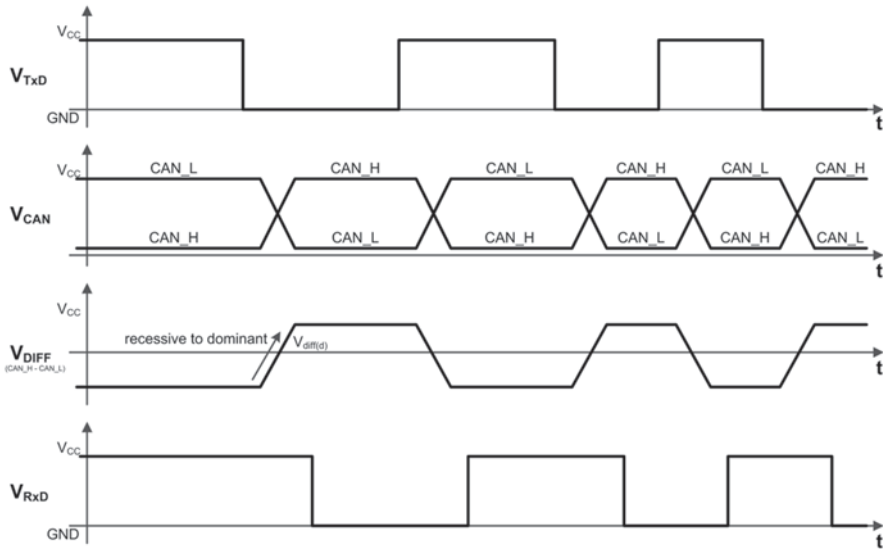 VCC
VTxD
GND
t
VCC
CAN_L CAN_H CAN_L CAN_H CAN_L CAN_H
VCAN
CAN_H CAN_L CAN_H CAN_L CAN_H CAN_L
t
VCC
recessive to dominant
Vdiff(d)
VDIFF
(CAN_H - CAN_L)
t
VCC
VRxD
GND
t